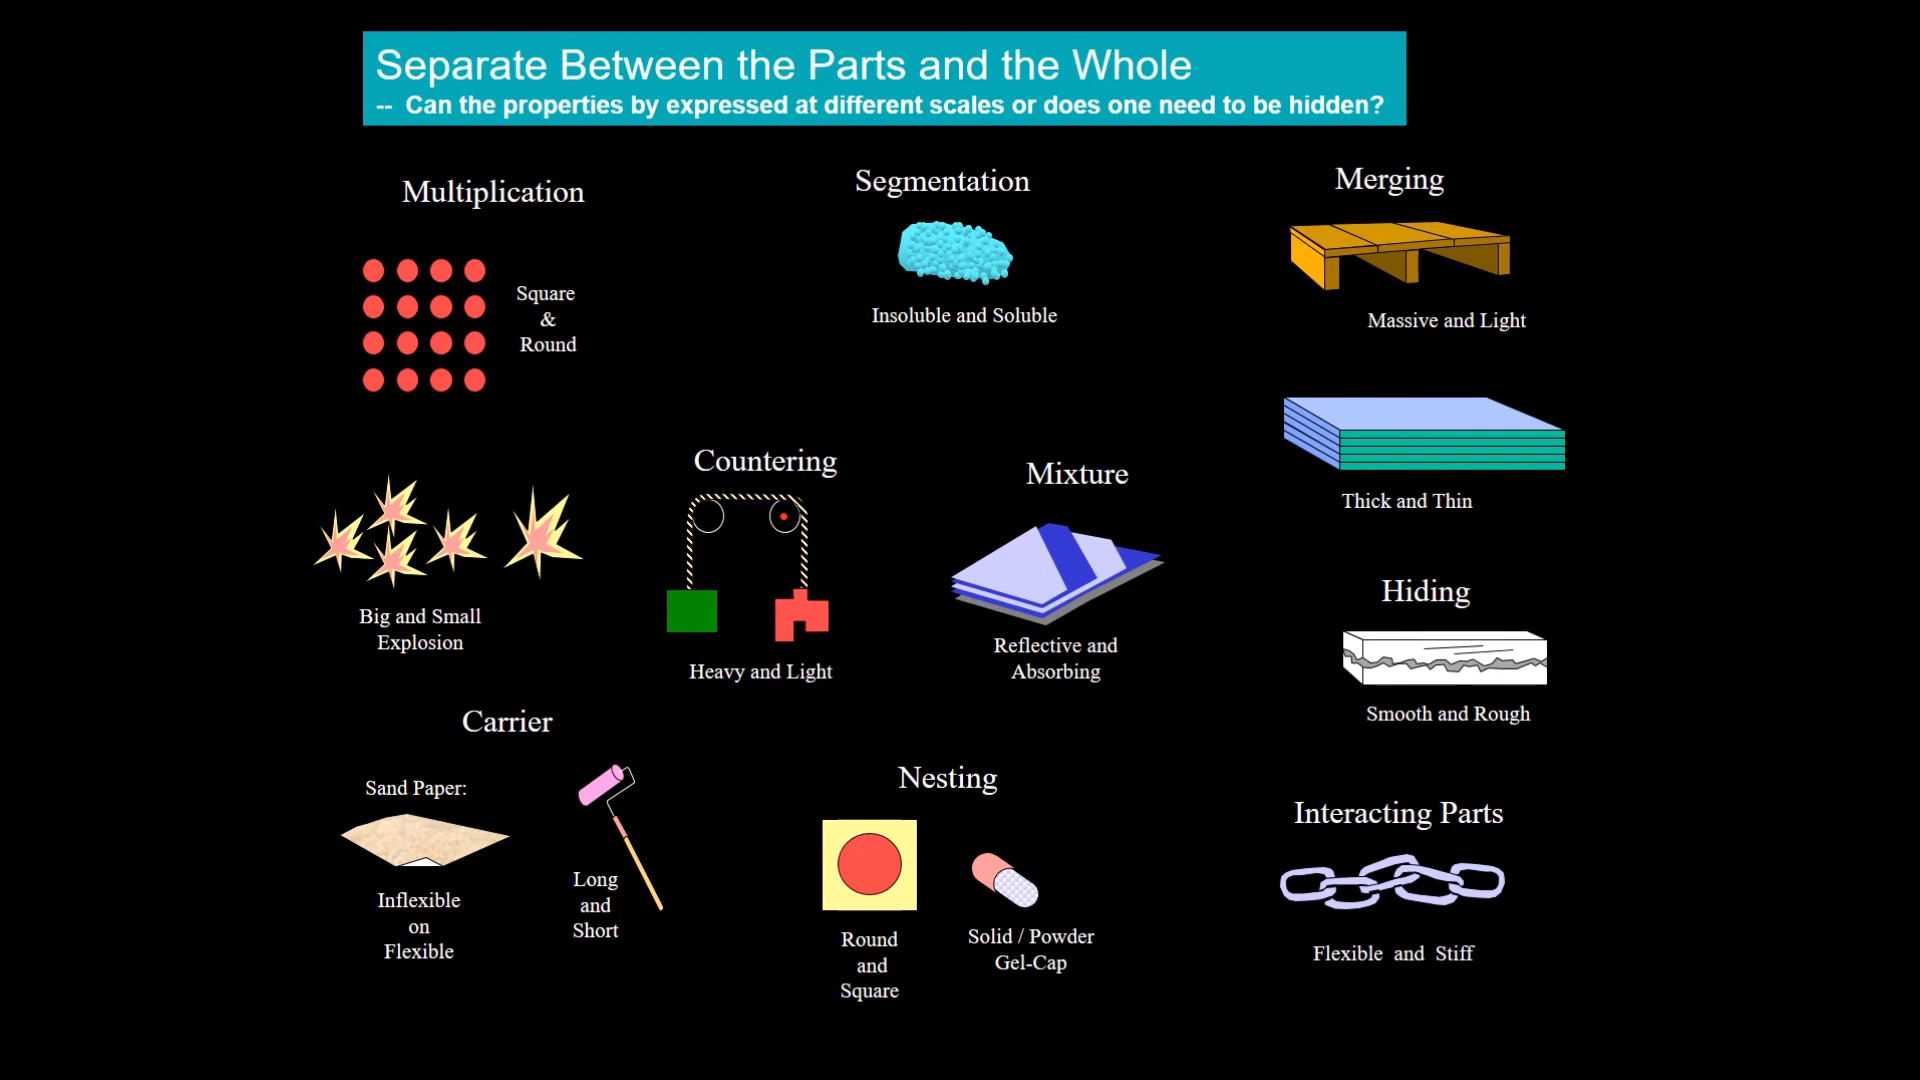 Separate Between the Parts and the Whole
-- Can the properties by expressed at different scales or does one need to be hidden?
Multiplication
Square
&
Round
Big and Small
Explosion
Segmentation
Insoluble and Soluble
Merging
Massive and Light
Thick and Thin
Countering
Heavy and Light
Mixture
Reflective and
Absorbing
Hiding
Smooth and Rough
Carrier
Sand Paper:
Inflexible
on
Flexible
Long
and
Short
Nesting
Round
and
Square
Solid / Powder
Gel-Cap
Interacting Parts
Flexible and Stiff